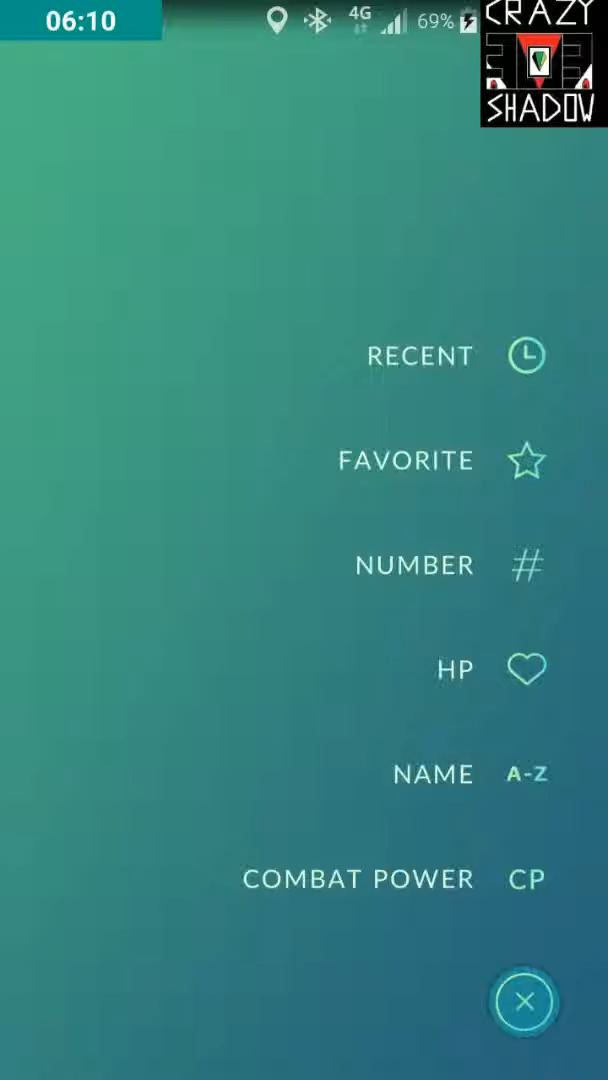 06:10
4G
69%
CRAZY
SHADOW
RECENT
FAVORITE
NUMBER #
HP
NAME A-Z
COMBAT POWER CP